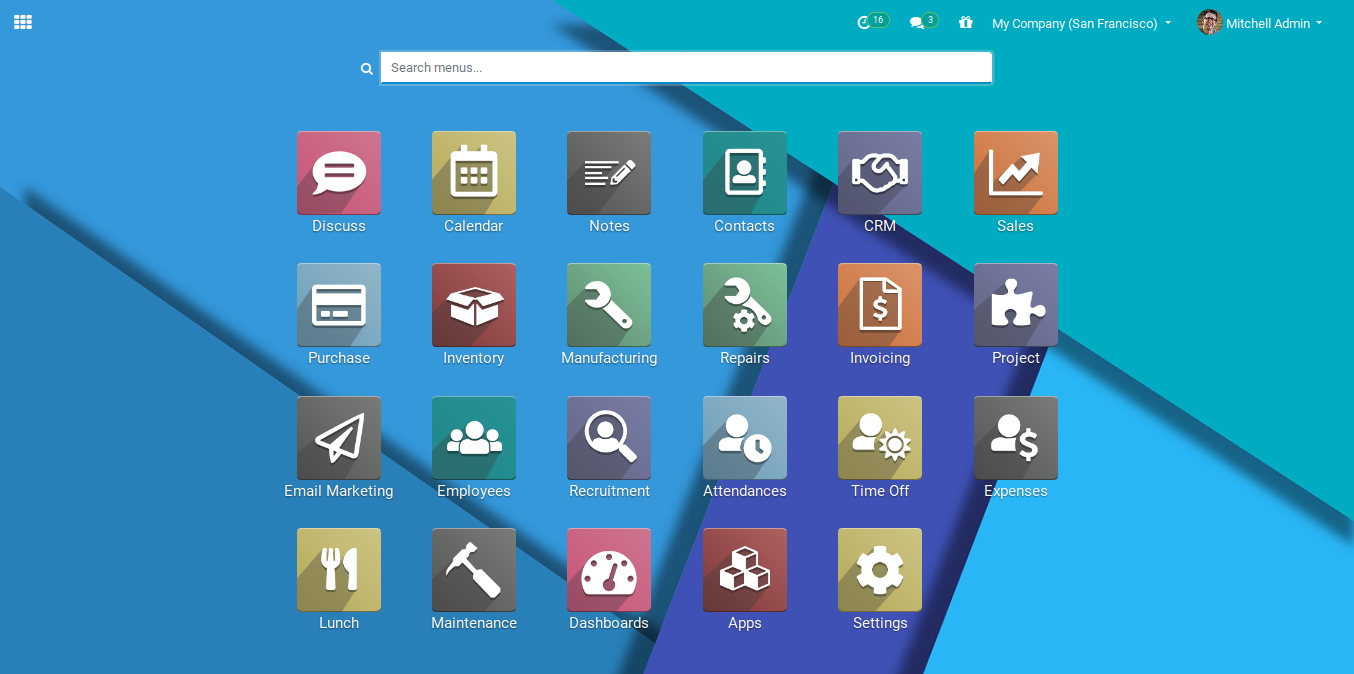 16 3 My Company (San Francisco) Mitchell Admin
Search menus...
Discuss Calendar Notes Contacts CRM Sales
Purchase Inventory Manufacturing Repairs Invoicing Project
Email Marketing Employees Recruitment Attendances Time Off Expenses
Lunch Maintenance Dashboards Apps Settings